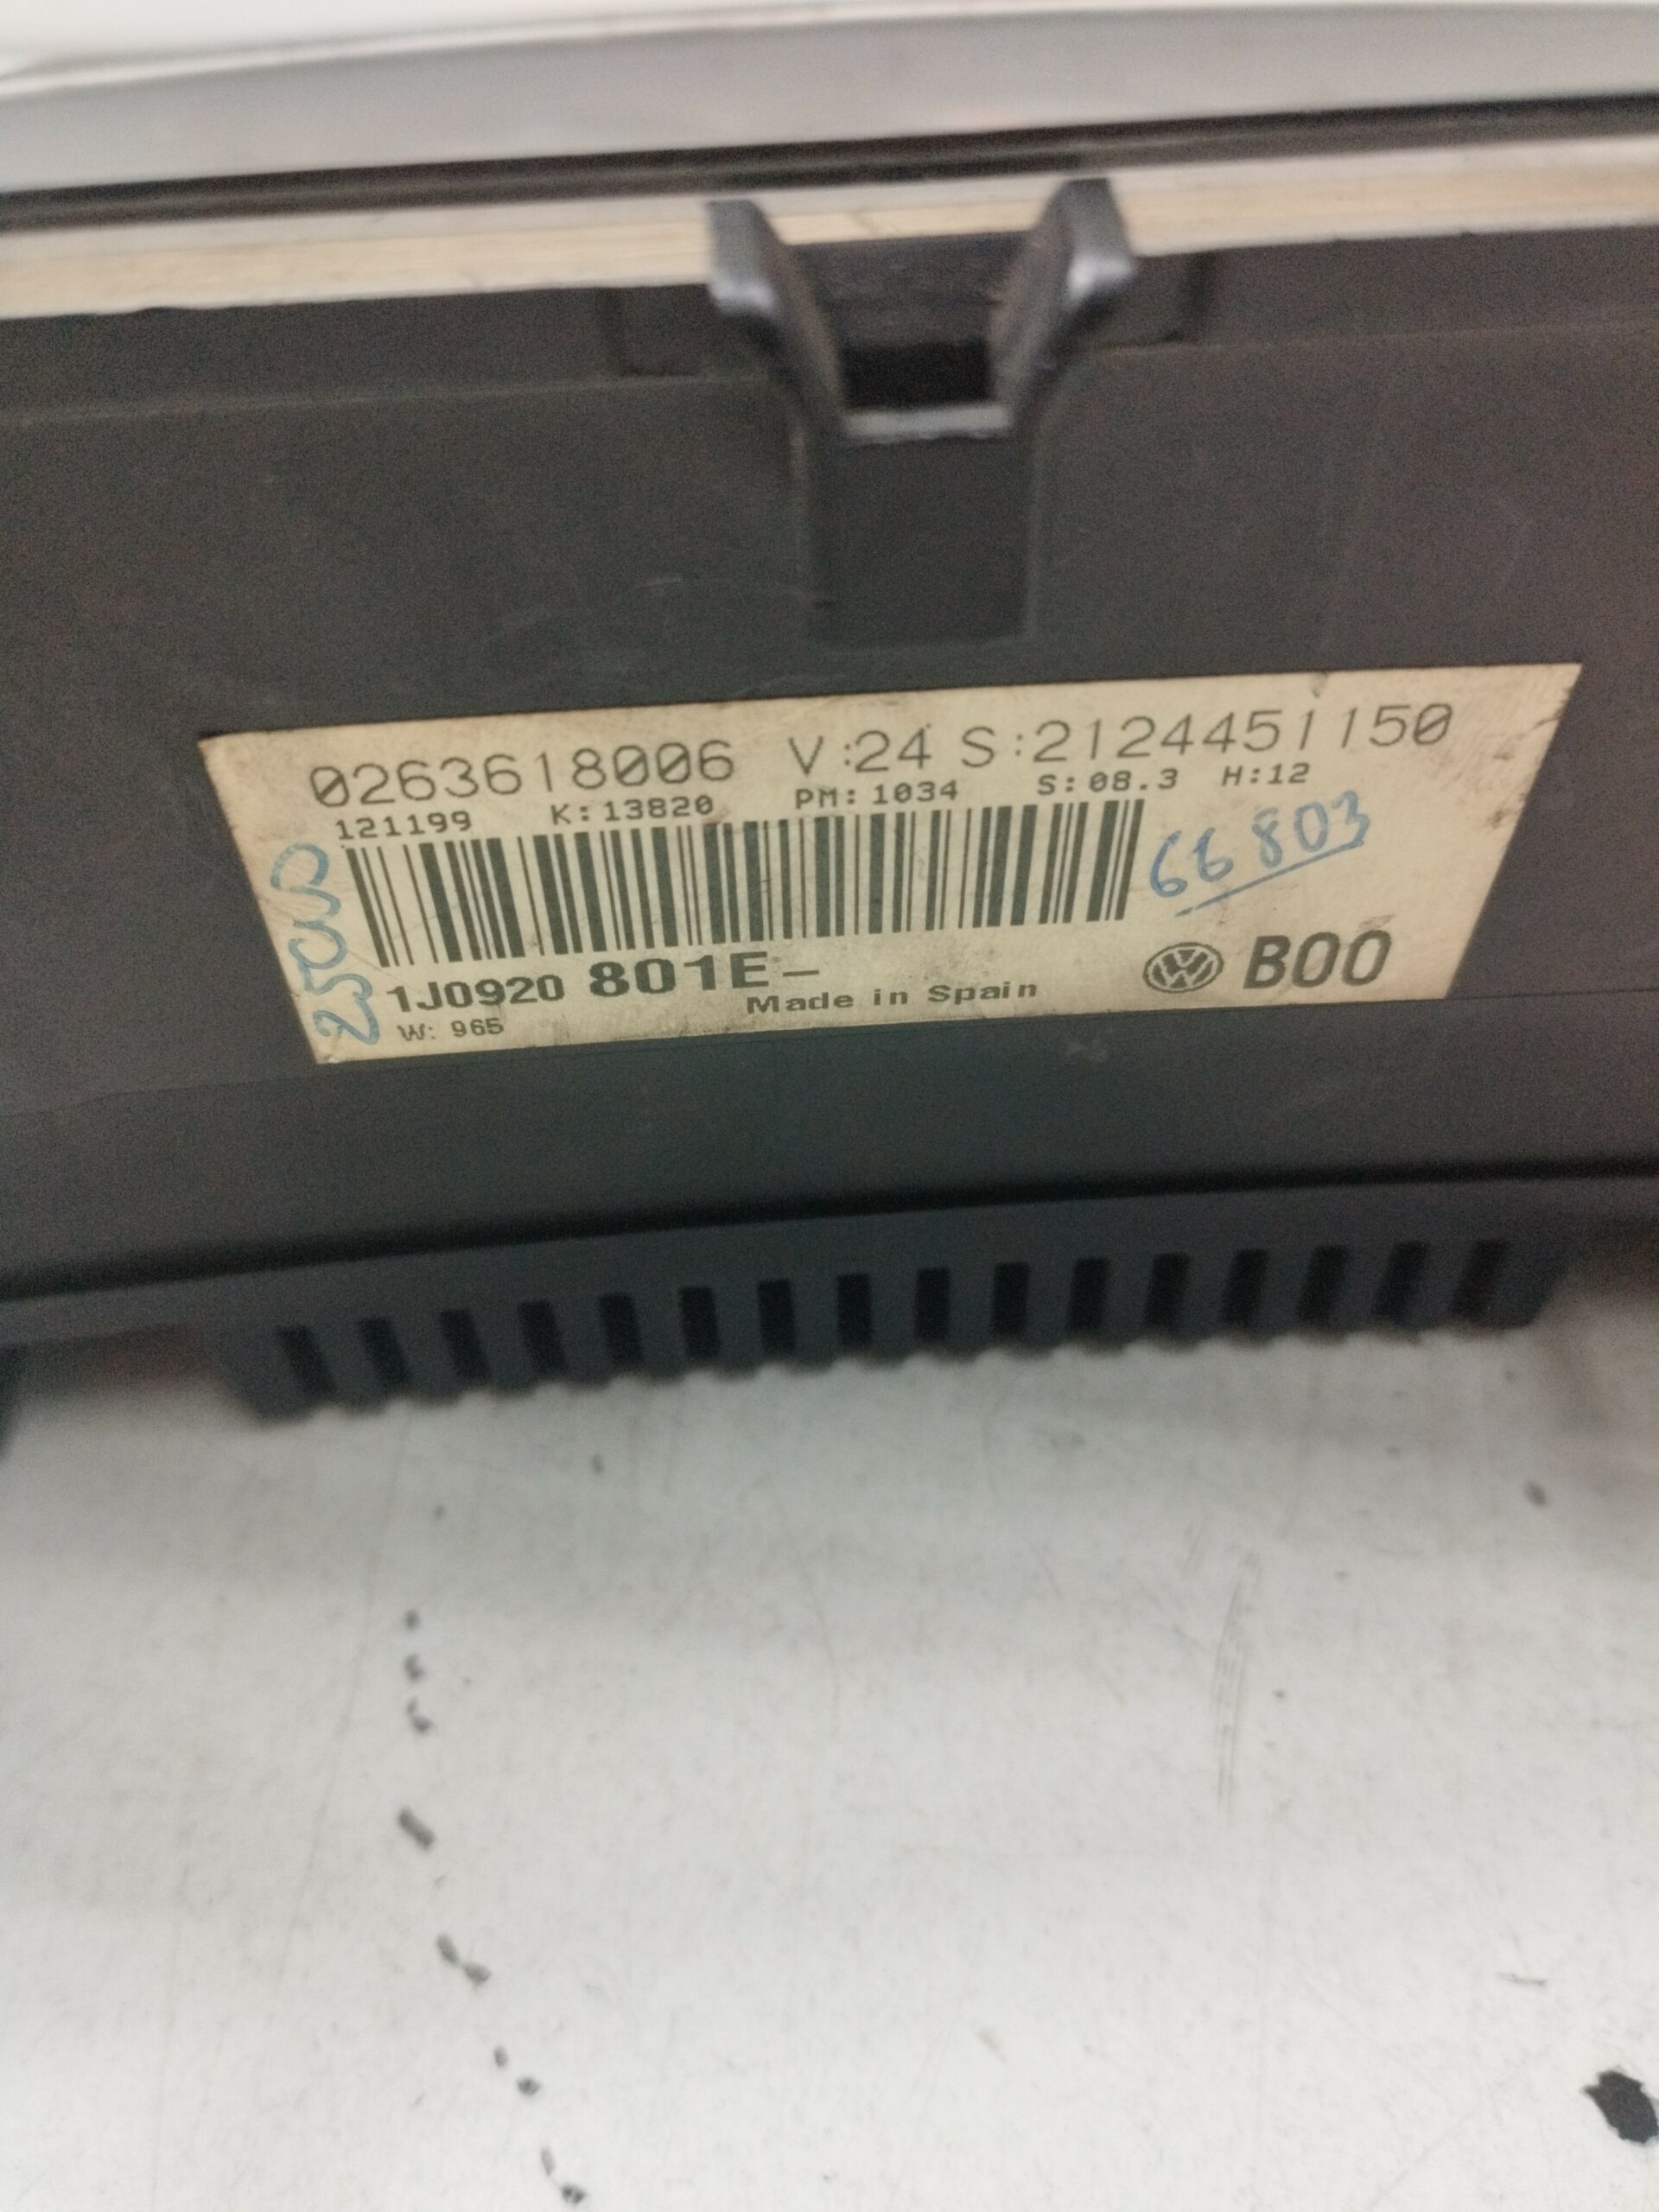 0263618006 V:24 S:2124451150
121199 K:13820 PM:1034 S:08.3 H:12
66803
1J0920 801E-
Made in Spain
B00
W: 965